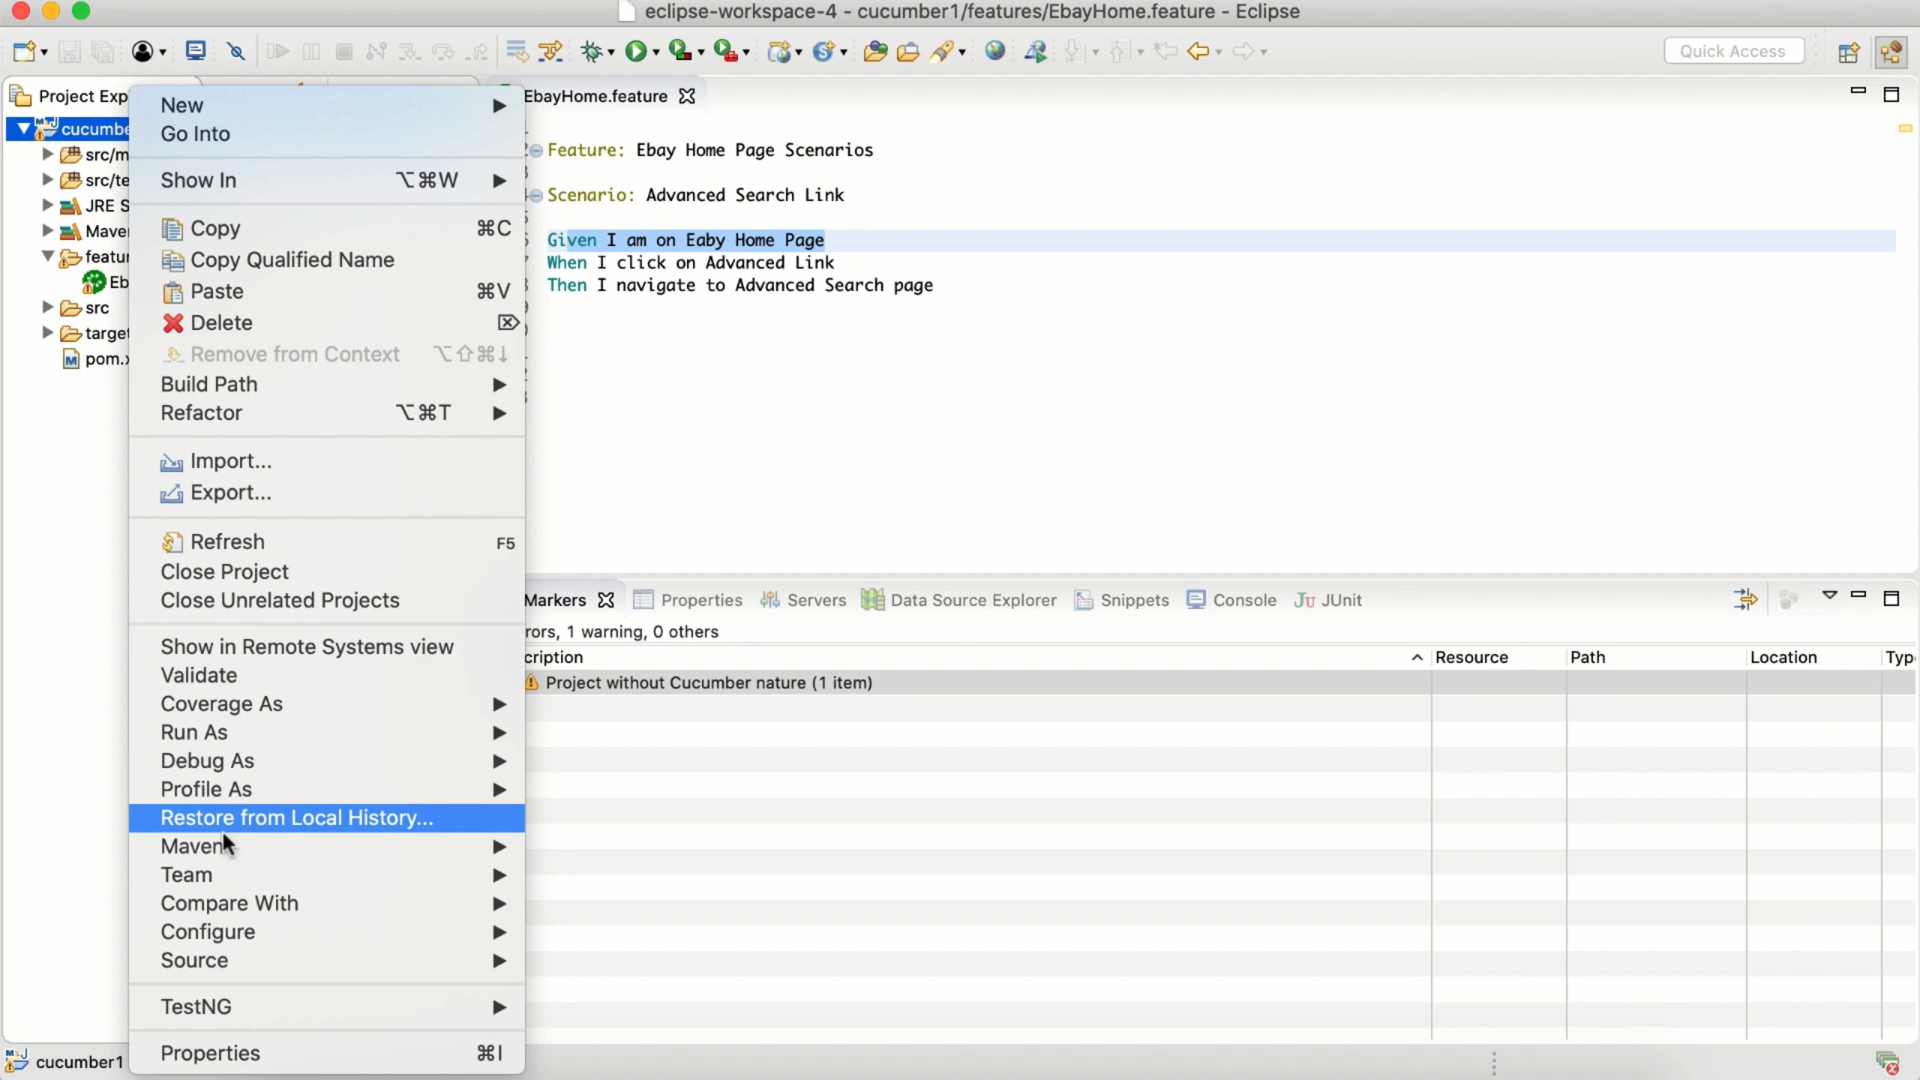 eclipse-workspace-4 - cucumber1/features/EbayHome.feature - Eclipse
Quick Access
Project Exp
EbayHome.feature
cucumbe
src/m
src/te
JRE S
Maven
featur
Eb
src
target
pom.x
New
Go Into
Show In ⌥⌘W
Copy ⌘C
Copy Qualified Name
Paste ⌘V
Delete ⌦
Remove from Context ⌥⇧⌘↓
Build Path
Refactor ⌥⌘T
Import...
Export...
Refresh F5
Close Project
Close Unrelated Projects
Show in Remote Systems view
Validate
Coverage As
Run As
Debug As
Profile As
Restore from Local History...
Maven
Team
Compare With
Configure
Source
TestNG
Properties ⌘I
Feature: Ebay Home Page Scenarios
Scenario: Advanced Search Link
Given I am on Eaby Home Page
When I click on Advanced Link
Then I navigate to Advanced Search page
Markers Properties Servers Data Source Explorer Snippets Console JUnit
rors, 1 warning, 0 others
cription Resource Path Location Typ
Project without Cucumber nature (1 item)
cucumber1